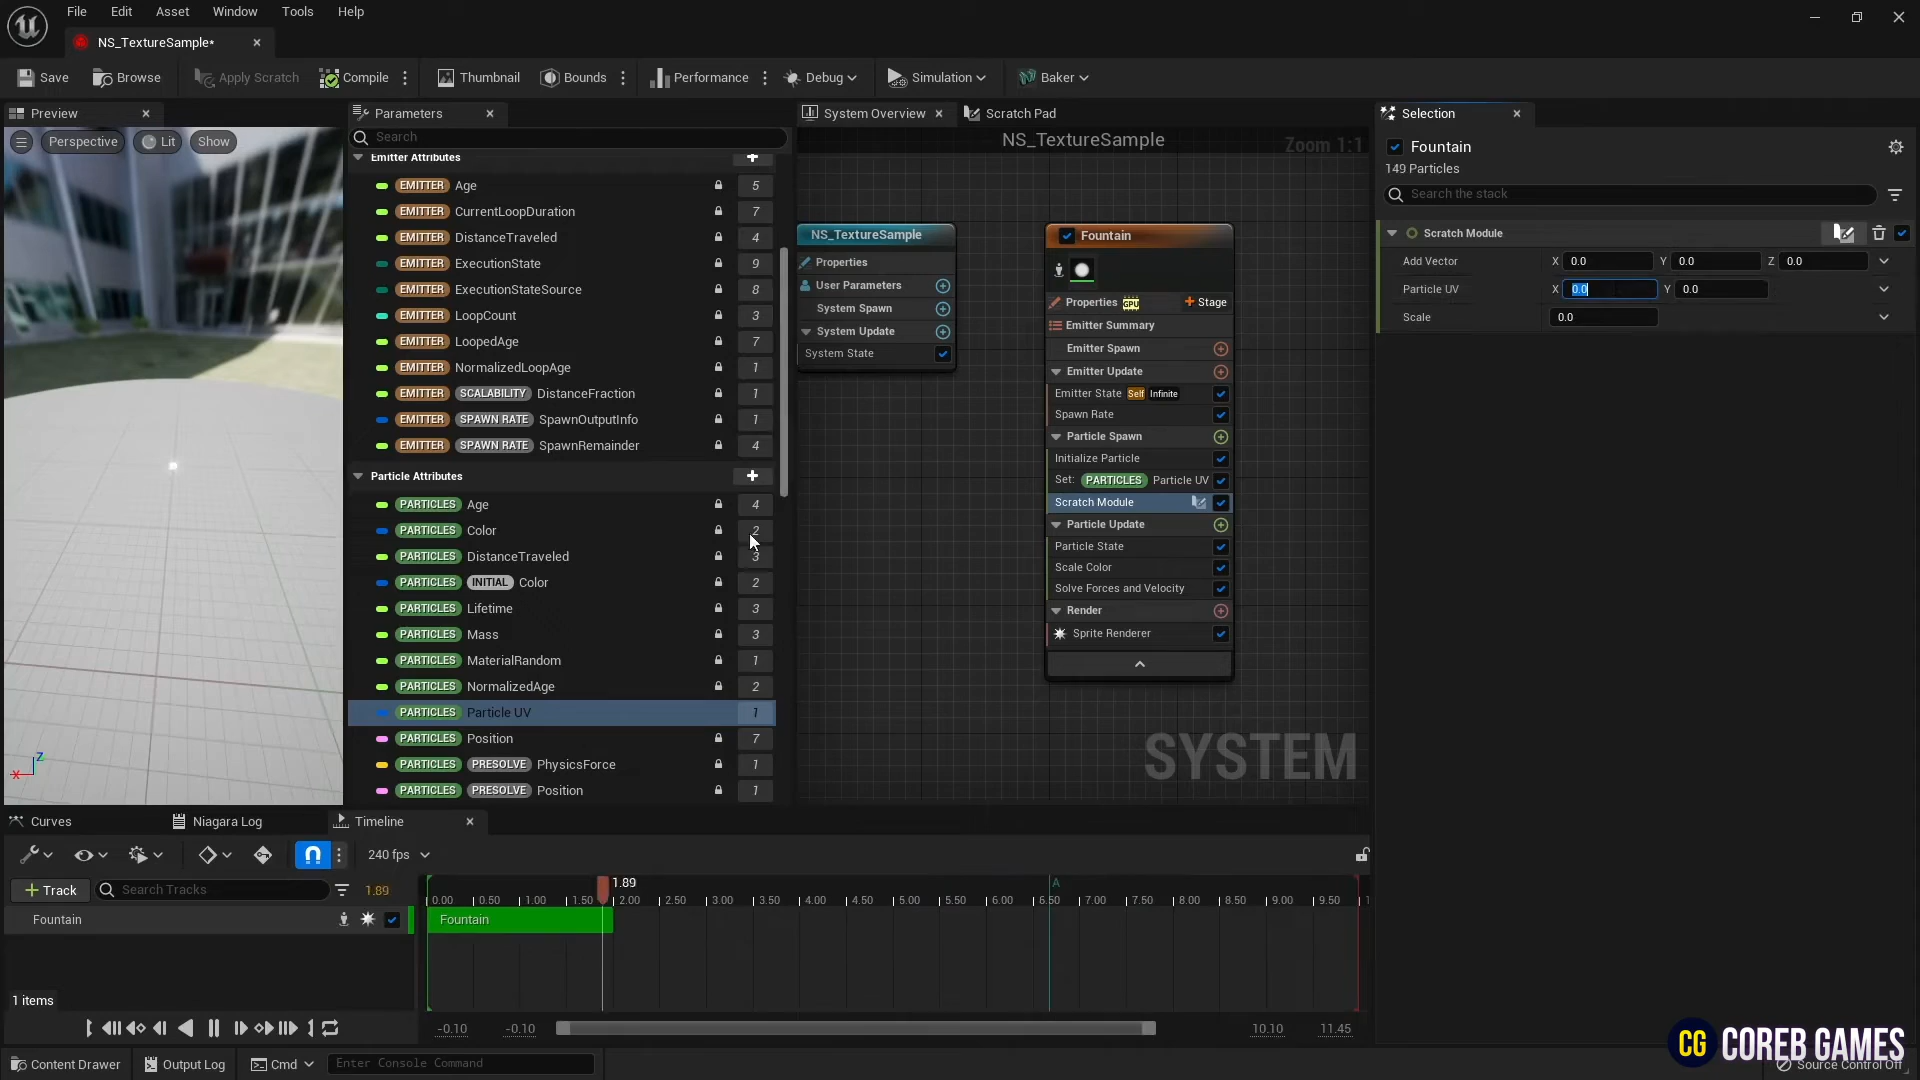 File Edit Asset Window Tools Help
NS_TextureSample*
Save Browse Apply Scratch Compile Thumbnail Bounds Performance Debug Simulation Baker
Preview
Perspective Lit Show
Z
X
Parameters
Search
Emitter Attributes
EMITTER Age 5
EMITTER CurrentLoopDuration 7
EMITTER DistanceTraveled 4
EMITTER ExecutionState 9
EMITTER ExecutionStateSource 8
EMITTER LoopCount 3
EMITTER LoopedAge 7
EMITTER NormalizedLoopAge 1
EMITTER SCALABILITY DistanceFraction 1
EMITTER SPAWN RATE SpawnOutputInfo 1
EMITTER SPAWN RATE SpawnRemainder 4
Particle Attributes
PARTICLES Age 4
PARTICLES Color 2
PARTICLES DistanceTraveled 3
PARTICLES INITIAL Color 2
PARTICLES Lifetime 3
PARTICLES Mass 3
PARTICLES MaterialRandom 1
PARTICLES NormalizedAge 2
PARTICLES Particle UV 1
PARTICLES Position 7
PARTICLES PRESOLVE PhysicsForce 1
PARTICLES PRESOLVE Position 1
System Overview Scratch Pad
NS_TextureSample Zoom 1:1
NS_TextureSample
Properties
User Parameters
System Spawn
System Update
System State
Fountain
Properties GPU + Stage
Emitter Summary
Emitter Spawn
Emitter Update
Emitter State Self Infinite
Spawn Rate
Particle Spawn
Initialize Particle
Set: PARTICLES Particle UV
Scratch Module
Particle Update
Particle State
Scale Color
Solve Forces and Velocity
Render
Sprite Renderer
SYSTEM
Selection
Fountain
149 Particles
Search the stack
Scratch Module
Add Vector X 0.0 Y 0.0 Z 0.0
Particle UV X 0.0 Y 0.0
Scale 0.0
Curves Niagara Log Timeline
240 fps
+ Track Search Tracks 1.89
1.89
A
0.00 0.50 1.00 1.50 2.00 2.50 3.00 3.50 4.00 4.50 5.00 5.50 6.00 6.50 7.00 7.50 8.00 8.50 9.00 9.50 1
Fountain Fountain
1 items
-0.10 -0.10 10.10 11.45
Content Drawer Output Log Cmd Enter Console Command
CG COREB GAMES
Source Control Off